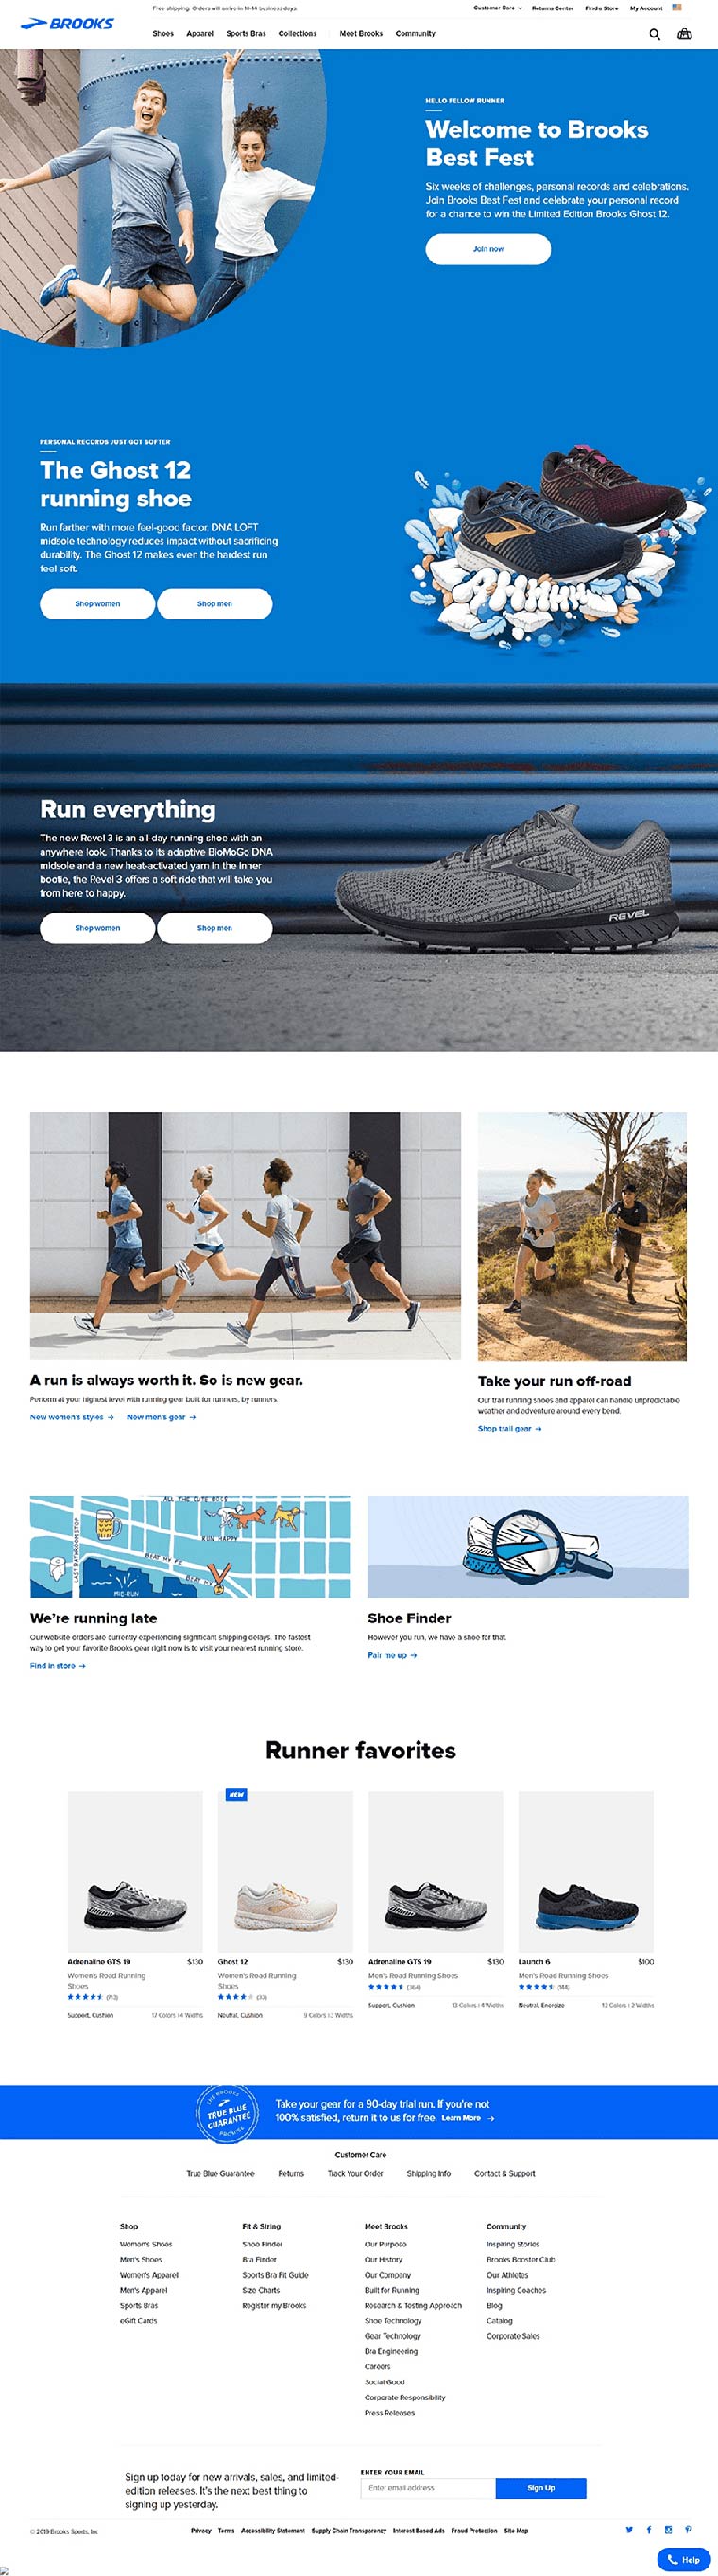 BROOKS
Free shipping. Orders will arrive in 10-14 business days.
Customer Care
Returns Center
Find a Store
My Account
Shoes
Apparel
Sports Bras
Collections
Meet Brooks
Community
HELLO FELLOW RUNNER
Welcome to Brooks
Best Fest
Six weeks of challenges, personal records and celebrations.
Join Brooks Best Fest and celebrate your personal record
for a chance to win the Limited Edition Brooks Ghost 12.
Join now
PERSONAL RECORDS JUST GOT SOFTER
The Ghost 12
running shoe
Run farther with more feel-good factor. DNA LOFT
midsole technology reduces impact without sacrificing
durability. The Ghost 12 makes even the hardest run
feel soft.
Shop women
Shop men
Run everything
The new Revel 3 is an all-day running shoe with an
anywhere look. Thanks to its adaptive BioMoGo DNA
midsole and a new heat-activated yarn in the inner
bootie, the Revel 3 offers a soft ride that will take you
from here to happy.
Shop women
Shop men
REVEL
A run is always worth it. So is new gear.
Perform at your highest level with running gear built for runners, by runners.
New women's styles →
New men's gear →
Take your run off-road
Our trail running shoes and apparel can handle unpredictable
weather and adventure around every bend.
Shop trail gear →
ALL THE CUTE DOGS
RUN HAPPY
LAST BATHROOM STOP
MID-RUN
We're running late
Our website orders are currently experiencing significant shipping delays. The fastest
way to get your favorite Brooks gear right now is to visit your nearest running store.
Find in store →
Shoe Finder
However you run, we have a shoe for that.
Pair me up →
Runner favorites
NEW
Adrenaline GTS 19 $130
Women's Road Running
Shoes
Support, Cushion
Ghost 12 $130
Women's Road Running
Shoes
Neutral, Cushion
Adrenaline GTS 19 $130
Men's Road Running Shoes
Support, Cushion
Launch 6 $100
Men's Road Running Shoes
Neutral, Energize
TRUE BLUE
GUARANTEE
Take your gear for a 90-day trial run. If you're not
100% satisfied, return it to us for free. Learn More →
Customer Care
True Blue Guarantee
Returns
Track Your Order
Shipping Info
Contact & Support
Shop
Women's Shoes
Men's Shoes
Women's Apparel
Men's Apparel
Sports Bras
eGift Cards
Fit & Sizing
Shoe Finder
Bra Finder
Sports Bra Fit Guide
Size Charts
Register my Brooks
Meet Brooks
Our Purpose
Our History
Our Company
Built for Running
Research & Testing Approach
Shoe Technology
Gear Technology
Bra Engineering
Careers
Social Good
Corporate Responsibility
Press Releases
Community
Inspiring Stories
Brooks Booster Club
Our Athletes
Inspiring Coaches
Blog
Catalog
Corporate Sales
Sign up today for new arrivals, sales, and limited-
edition releases. It's the next best thing to
signing up yesterday.
ENTER YOUR EMAIL
Enter email address
Sign Up
© 2019 Brooks Sports, Inc
Privacy
Terms
Accessibility Statement
Supply Chain Transparency
Interest Based Ads
Fraud Protection
Site Map
Help